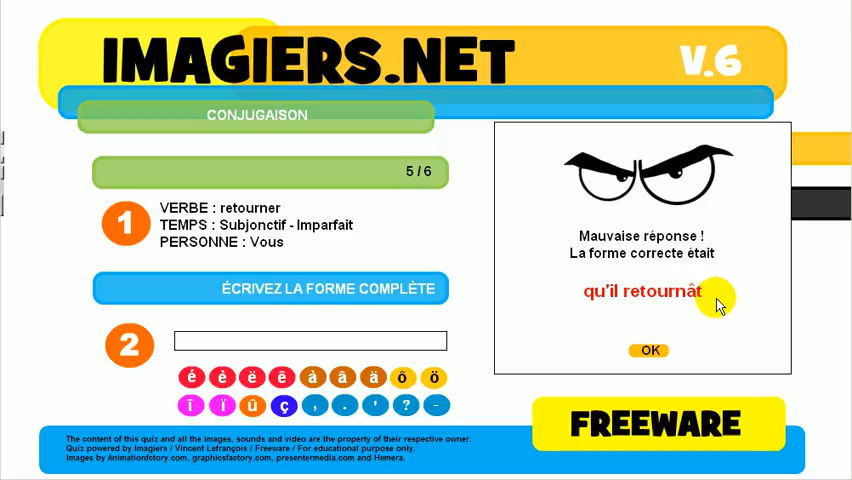 IMAGIERS.NET
V.6
CONJUGAISON
5 / 6
1
VERBE : retourner
TEMPS : Subjonctif - Imparfait
PERSONNE : Vous
ÉCRIVEZ LA FORME COMPLÈTE
2
é è ë ê à â ä ô ö
î ï û ç , . ' ? -
Mauvaise réponse !
La forme correcte était
qu'il retournât
OK
FREEWARE
The content of this quiz and all the images, sounds and video are the property of their respective owner.
Quiz powered by Imagiers / Vincent Lefrançois / Freeware / For educational purpose only.
Images by Animationfctory.com, graphicsfactory.com, presentermedia.com and Hemera.